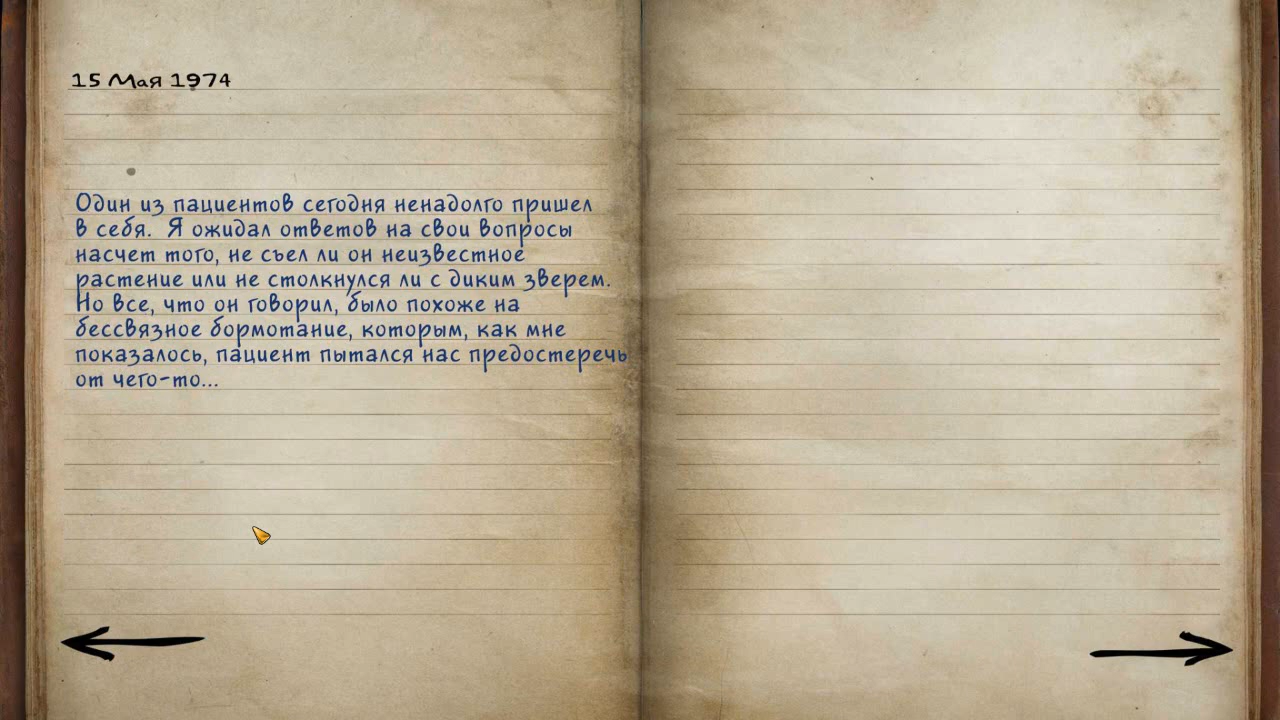 15 Мая 1974
Один из пациентов сегодня ненадолго пришел
в себя.  Я ожидал ответов на свои вопросы
насчет того, не съел ли он неизвестное
растение или не столкнулся ли с диким зверем.
Но все, что он говорил, было похоже на
бессвязное бормотание, которым, как мне
показалось, пациент пытался нас предостеречь
от чего-то...